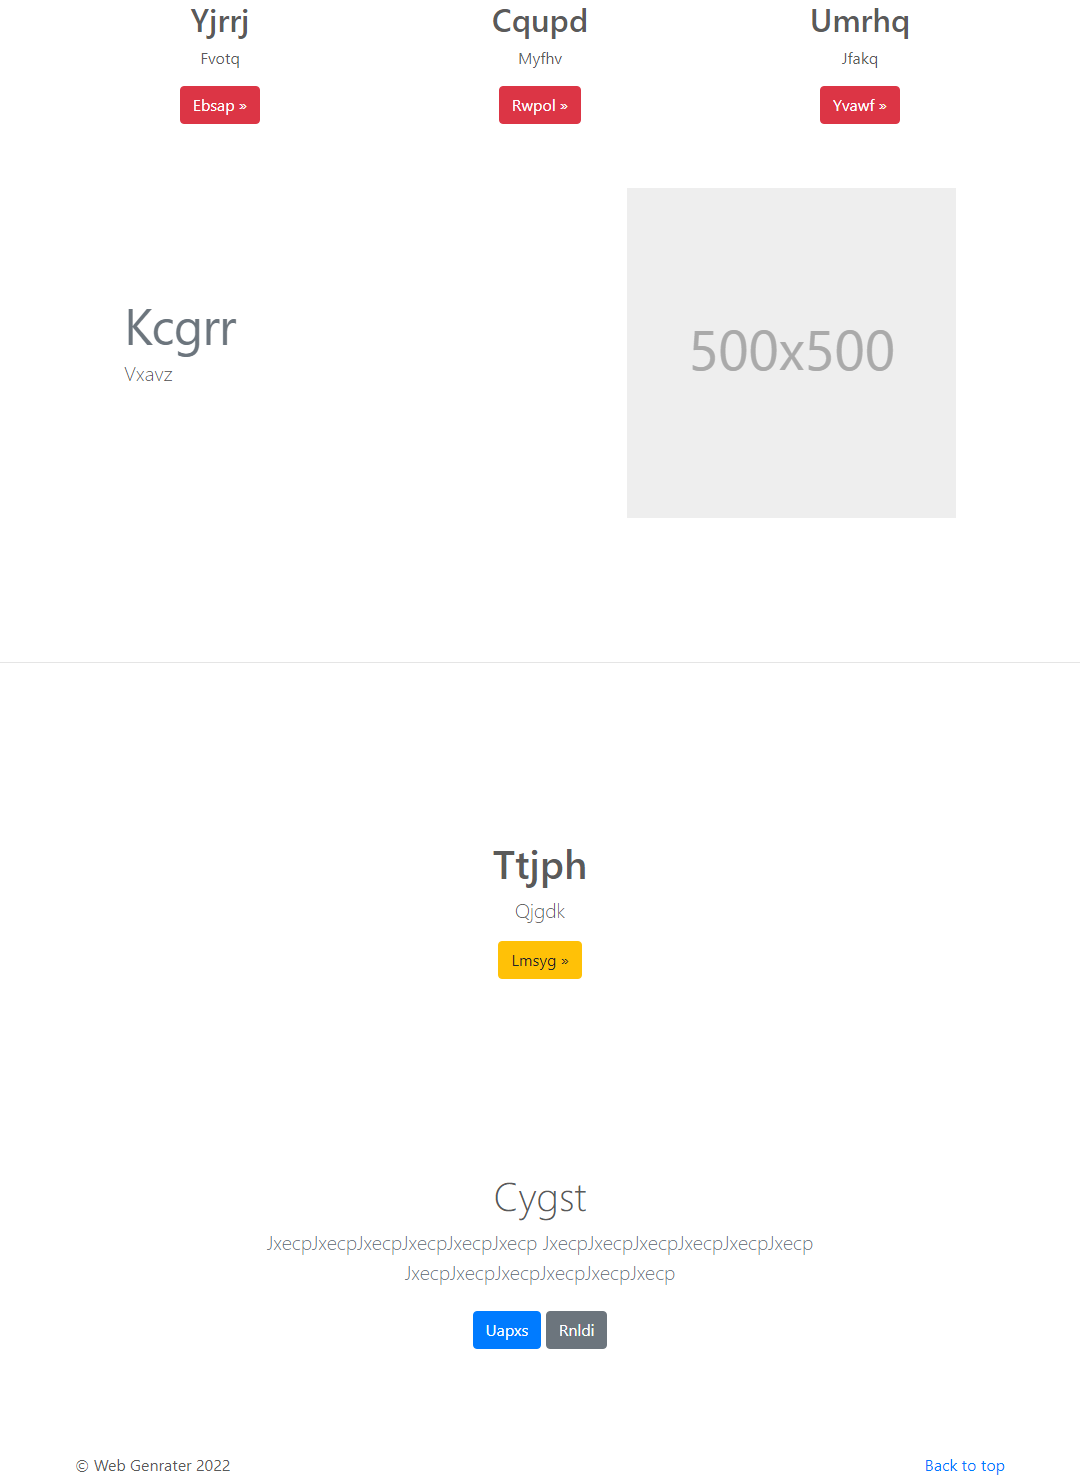 Yjrrj
Fvotq
Ebsap »
Cqupd
Myfhv
Rwpol »
Umrhq
Jfakq
Yvawf »
Kcgrr
Vxavz
500x500
Ttjph
Qjgdk
Lmsyg »
Cygst
JxecpJxecpJxecpJxecpJxecpJxecp JxecpJxecpJxecpJxecpJxecpJxecp
JxecpJxecpJxecpJxecpJxecpJxecp
Uapxs Rnldi
© Web Genrater 2022
Back to top